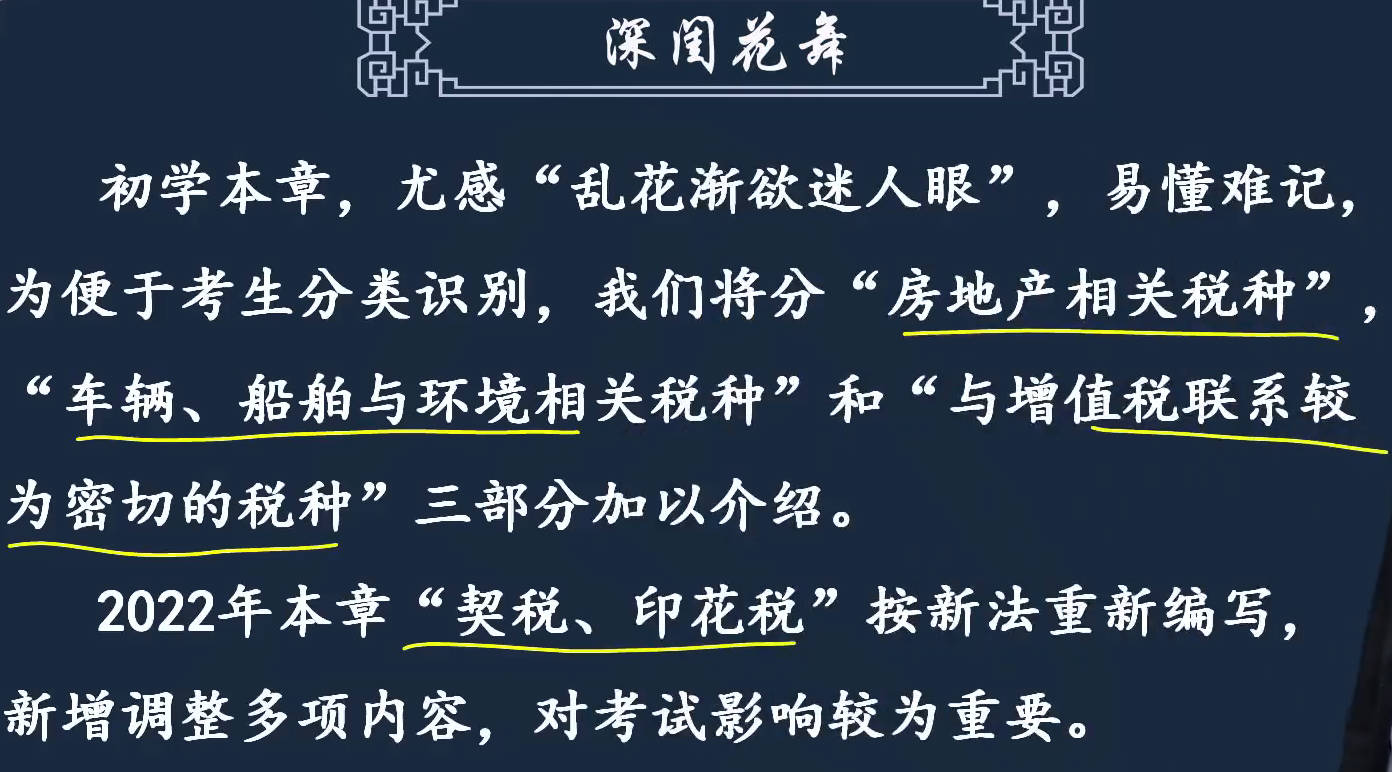 深闺花舞
初学本章，尤感“乱花渐欲迷人眼”，易懂难记，
为便于考生分类识别，我们将分“房地产相关税种”，
“车辆、船舶与环境相关税种”和“与增值税联系较
为密切的税种”三部分加以介绍。
2022年本章“契税、印花税”按新法重新编写，
新增调整多项内容，对考试影响较为重要。